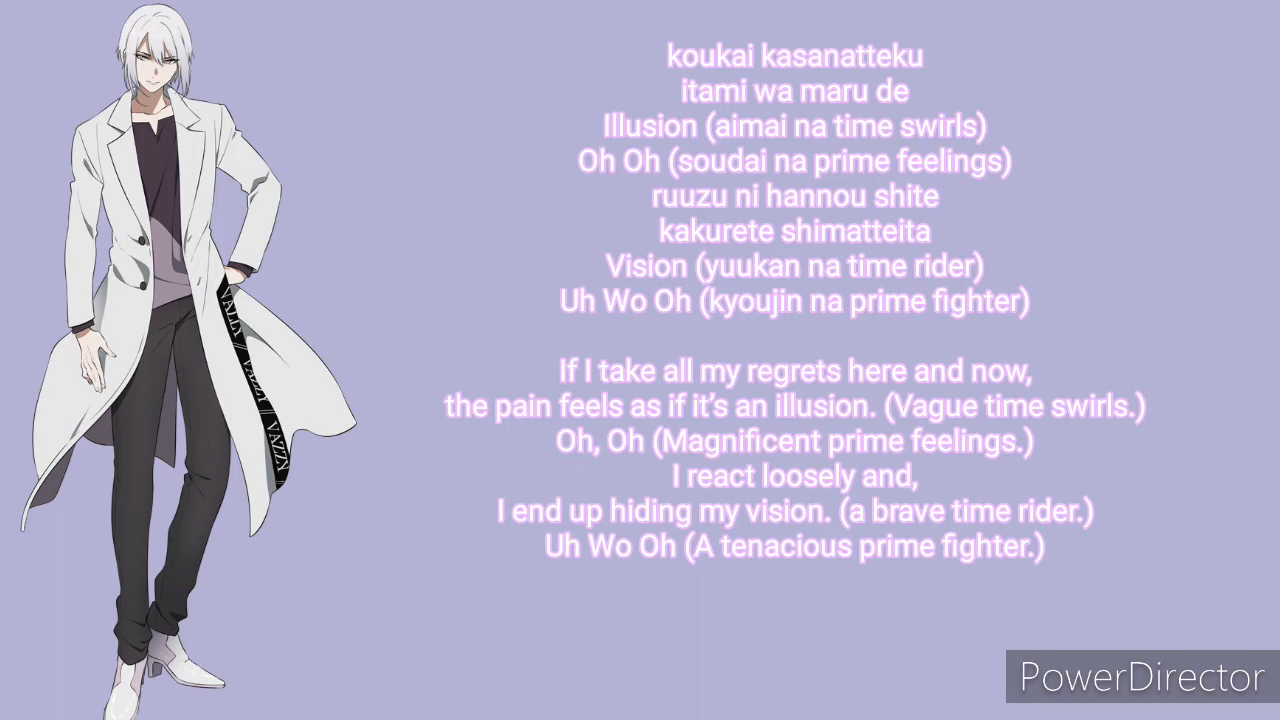 koukai kasanatteku
itami wa maru de
Illusion (aimai na time swirls)
Oh Oh (soudai na prime feelings)
ruuzu ni hannou shite
kakurete shimatteita
Vision (yuukan na time rider)
Uh Wo Oh (kyoujin na prime fighter)
If I take all my regrets here and now,
the pain feels as if it’s an illusion. (Vague time swirls.)
Oh, Oh (Magnificent prime feelings.)
I react loosely and,
I end up hiding my vision. (a brave time rider.)
Uh Wo Oh (A tenacious prime fighter.)
VAZZY // VAZZY || VAZZY
PowerDirector